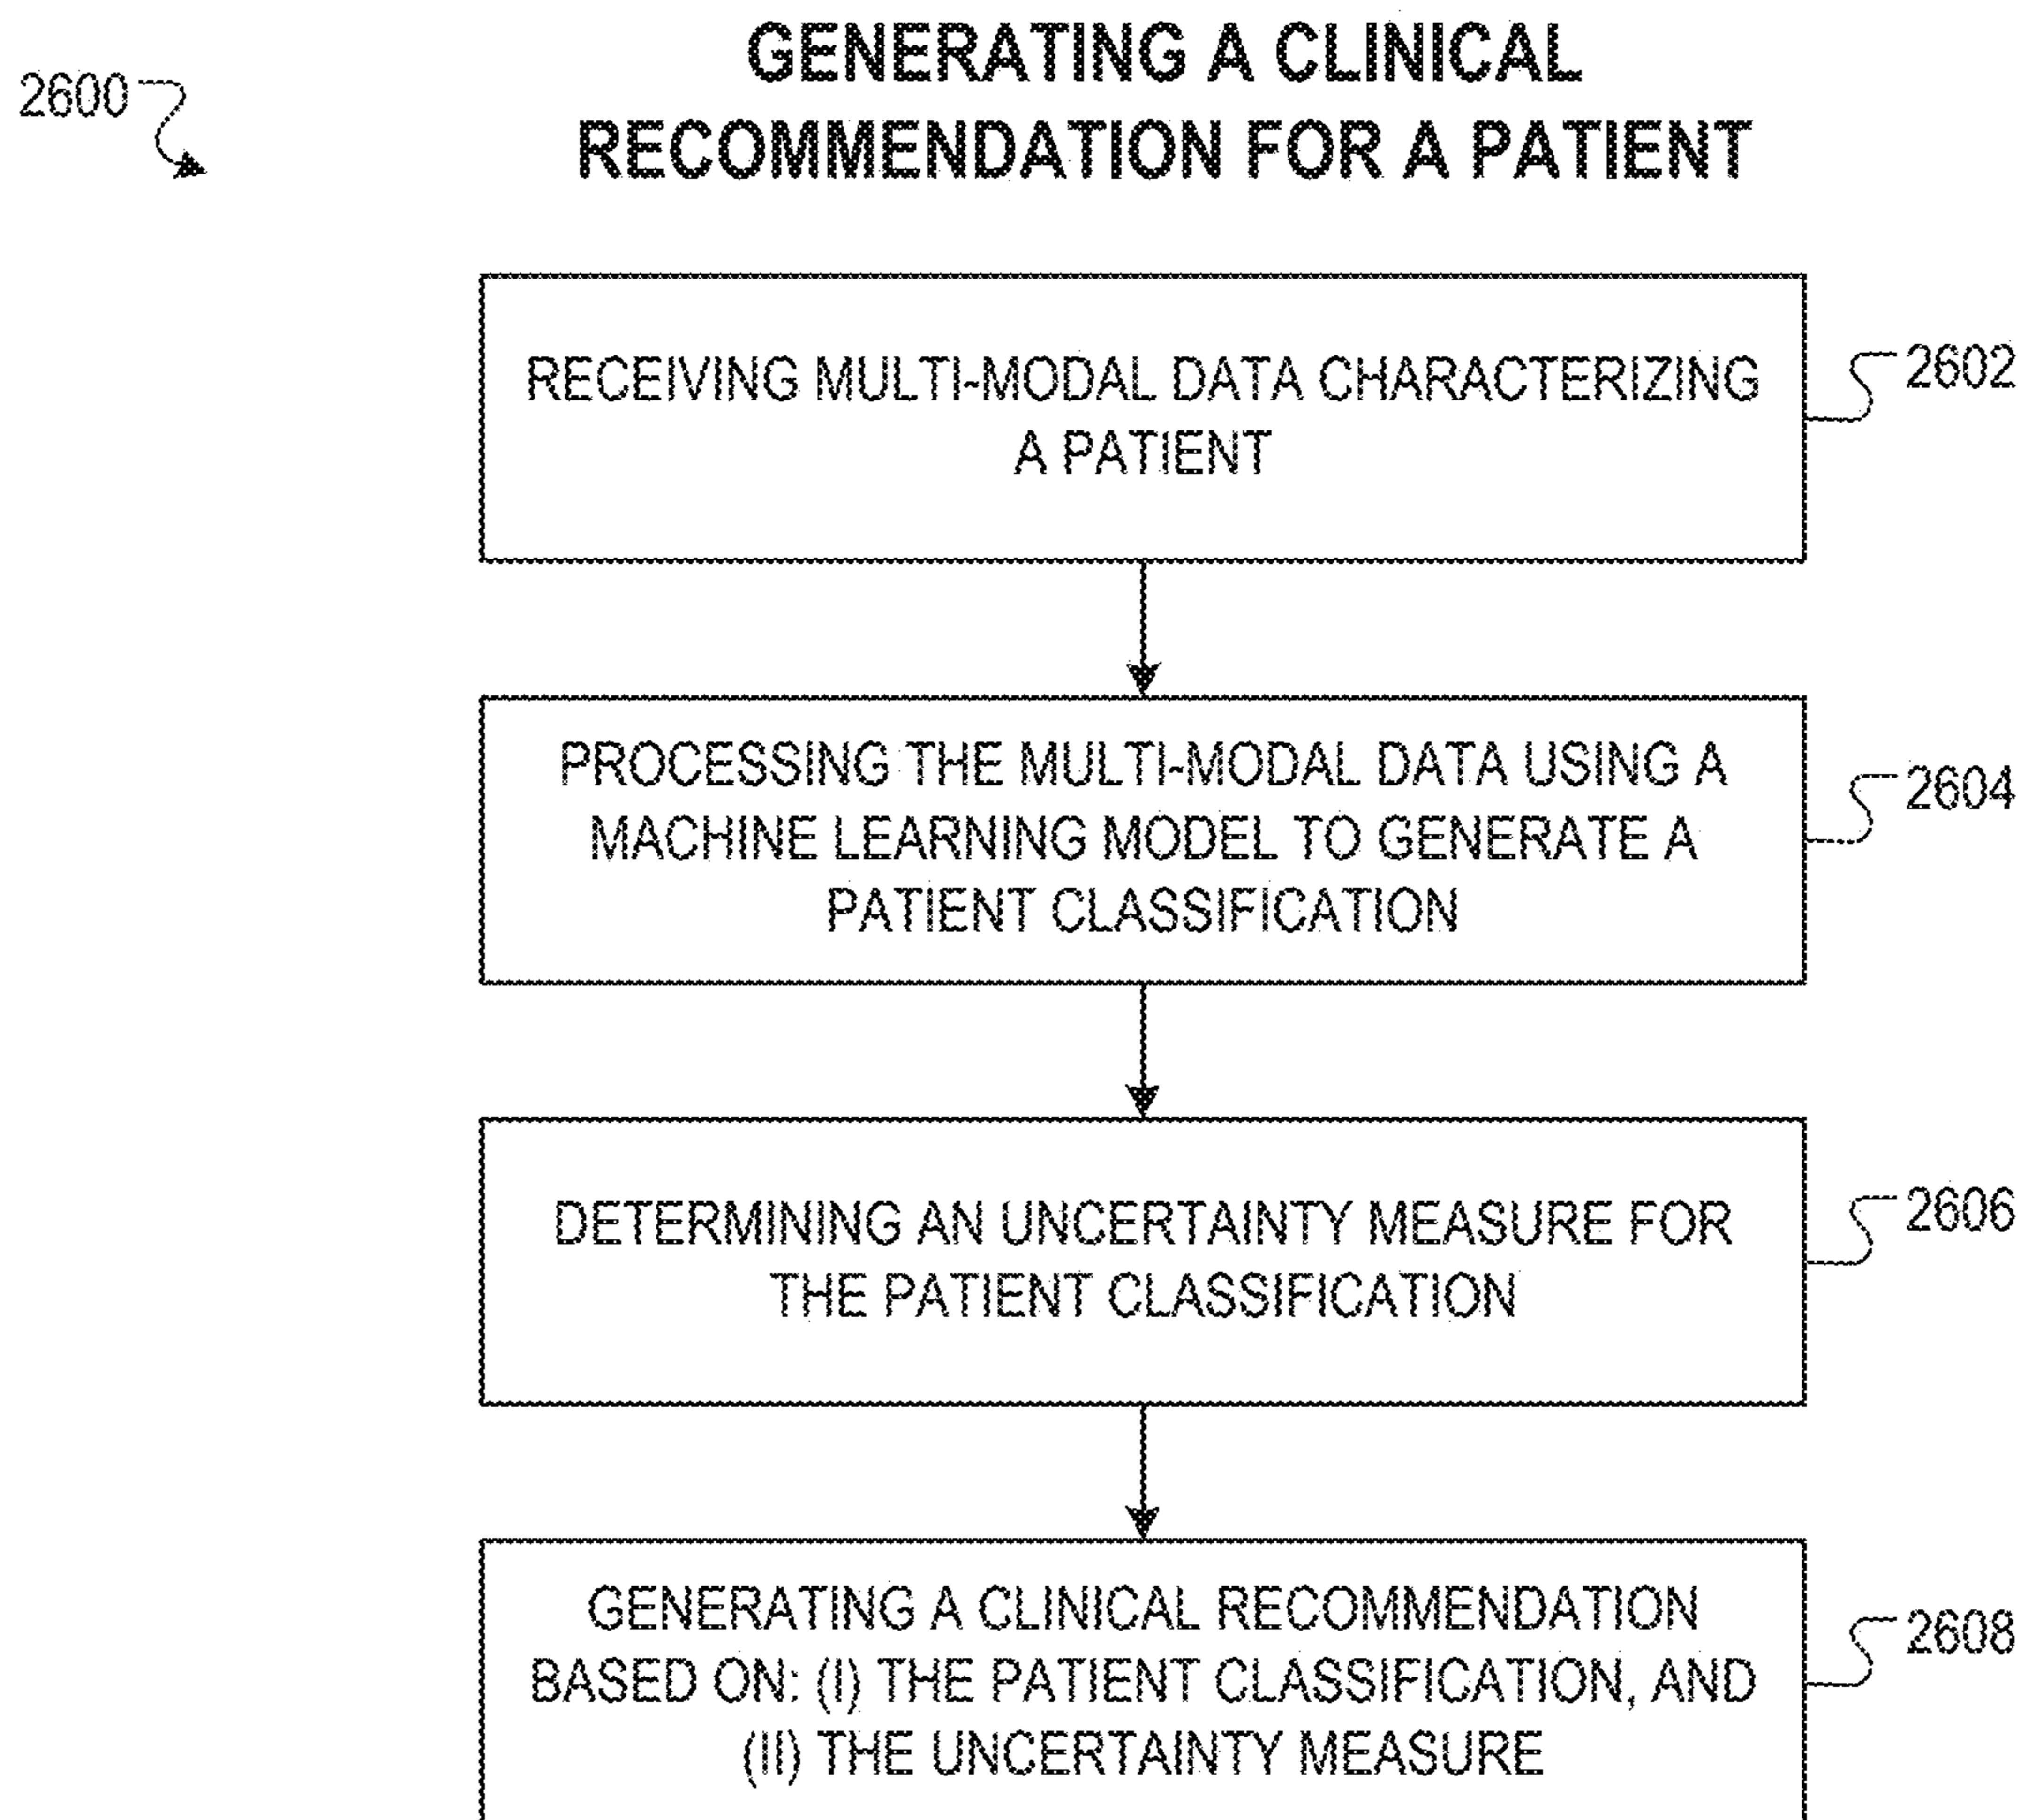 GENERATING A CLINICAL
2600
RECOMMENDATION FOR A PATIENT
RECEIVING MULTI-MODAL DATA CHARACTERIZING
A PATIENT
2602
PROCESSING THE MULTI-MODAL DATA USING A
MACHINE LEARNING MODEL TO GENERATE A
PATIENT CLASSIFICATION
2604
DETERMINING AN UNCERTAINTY MEASURE FOR
THE PATIENT CLASSIFICATION
2606
GENERATING A CLINICAL RECOMMENDATION
BASED ON: (I) THE PATIENT CLASSIFICATION, AND
(II) THE UNCERTAINTY MEASURE
2608